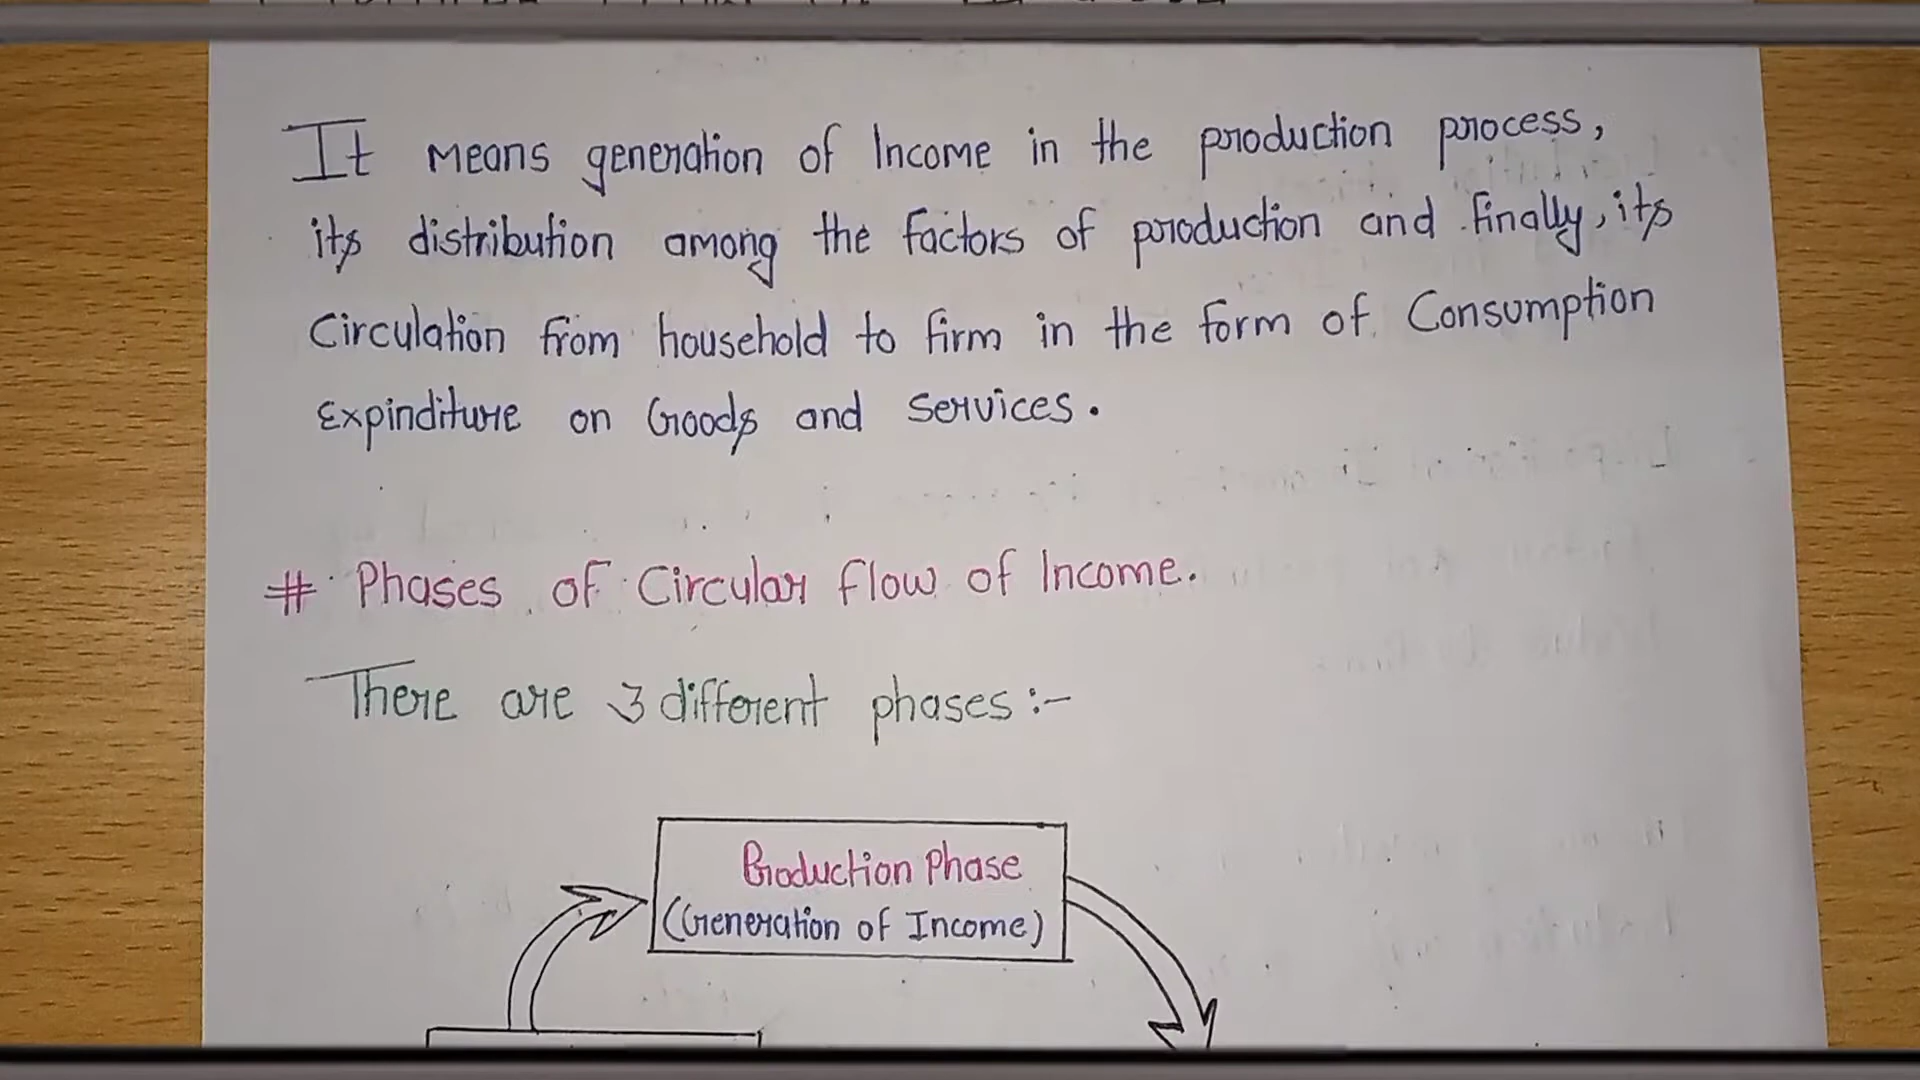 It means generation of Income in the production process,
its distribution among the factors of production and finally, its
Circulation from household to firm in the form of Consumption
Expinditure on Goods and Services.
# Phases of Circular flow of Income.
There are 3 different phases :-
Production Phase
(Generation of Income)